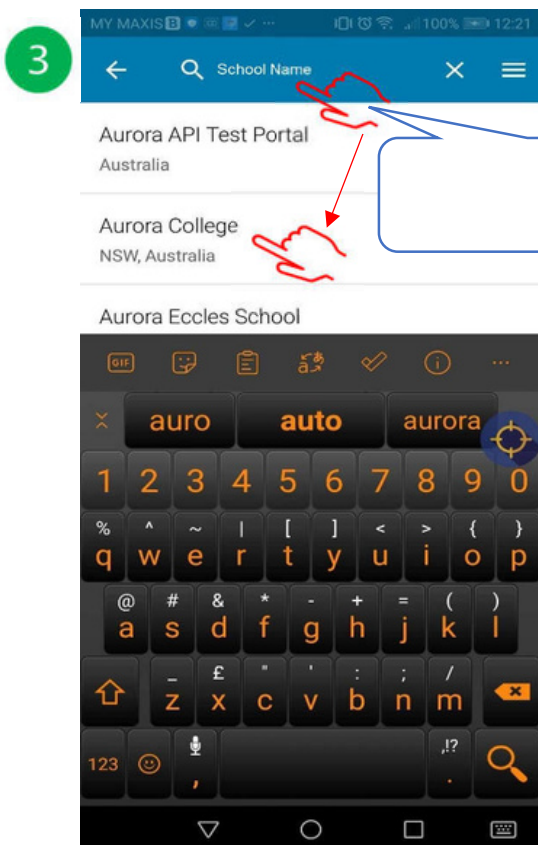 3
MY MAXIS B ... 100% 12:21
School Name
Aurora API Test Portal
Australia
Aurora College
NSW, Australia
Aurora Eccles School
GIF あ a ...
auro auto aurora
1 2 3 4 5 6 7 8 9 0
% ^ ~ | [ ] < > { }
q w e r t y u i o p
@ # & * - + = ( )
a s d f g h j k l
_ £ " ' : ; /
z x c v b n m
123 , ,!? .